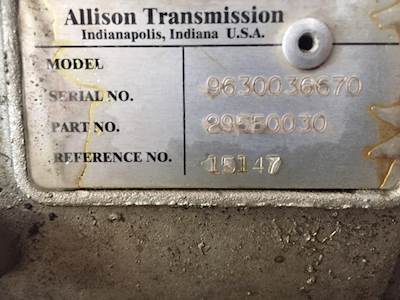 Allison Transmission
Indianapolis, Indiana U.S.A.
MODEL
SERIAL NO. 9630036670
PART NO. 29550030
REFERENCE NO. 15147